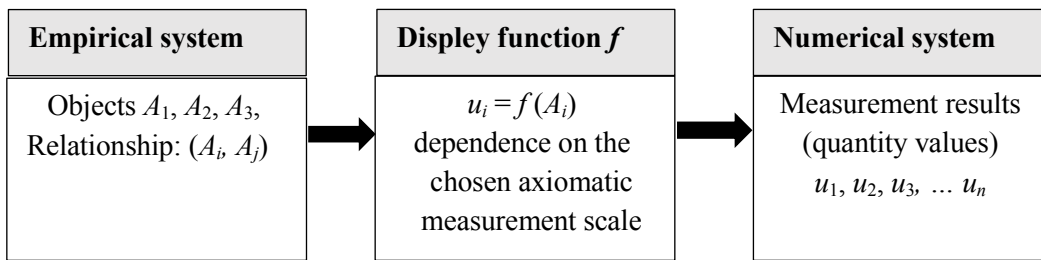 Empirical system
Objects A1, A2, A3,
Relationship: (Ai, Aj)
Displey function f
ui = f (Ai)
dependence on the
chosen axiomatic
measurement scale
Numerical system
Measurement results
(quantity values)
u1, u2, u3, ... un